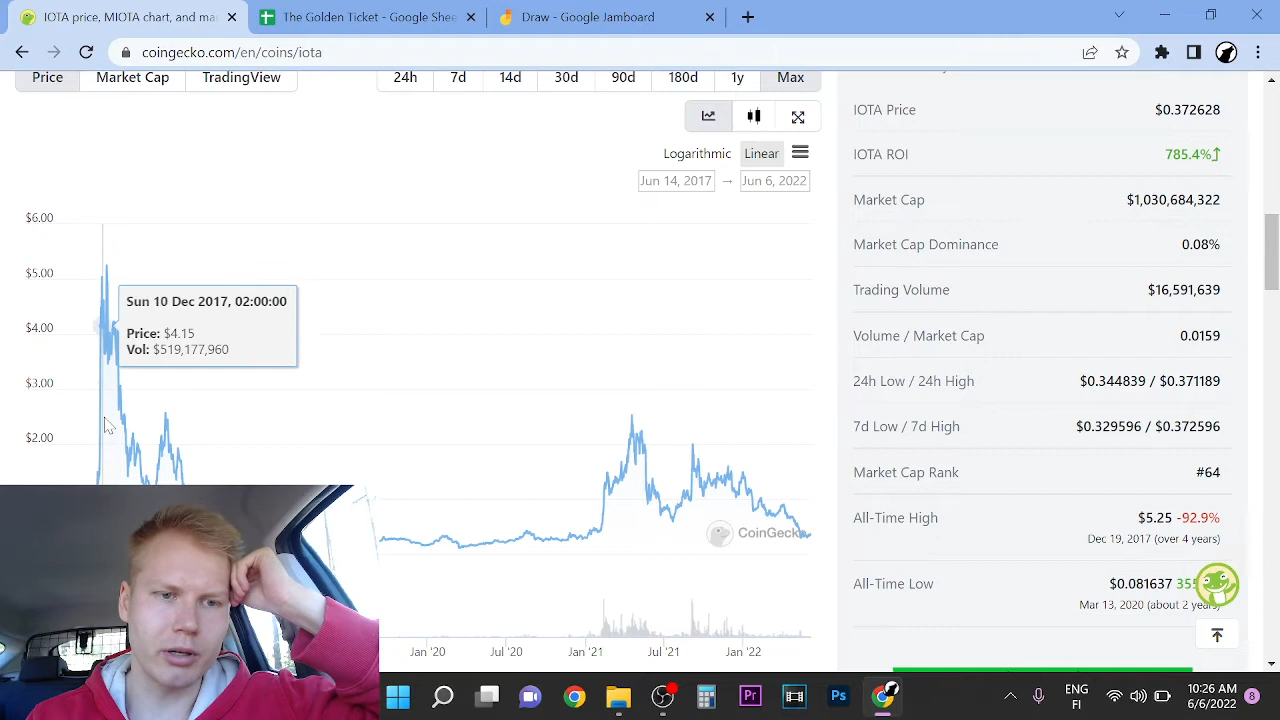 IOTA price, MIOTA price
The Golden Ticket - Google Shee
Draw - Google Jamboard
coingecko.com/en/coins/iota
Price
Market Cap
TradingView
24h
7d
14d
30d
90d
180d
1y
Max
Logarithmic
Linear
Jun 14, 2017 → Jun 6, 2022
$6.00
$5.00
$4.00
$3.00
$2.00
Sun 10 Dec 2017, 02:00:00
Price: $4.15
Vol: $519,177,960
CoinGecko
Jan '20
Jul '20
Jan '21
Jul '21
Jan '22
IOTA Price $0.372628
IOTA ROI 785.4%
Market Cap $1,030,684,322
Market Cap Dominance 0.08%
Trading Volume $16,591,639
Volume / Market Cap 0.0159
24h Low / 24h High $0.344839 / $0.371189
7d Low / 7d High $0.329596 / $0.372596
Market Cap Rank #64
All-Time High $5.25 -92.9%
Dec 19, 2017 (over 4 years)
All-Time Low $0.081637
Mar 13, 2020 (about 2 years)
Pr
Ps
ENG
FI
10:26 AM
6/6/2022
8